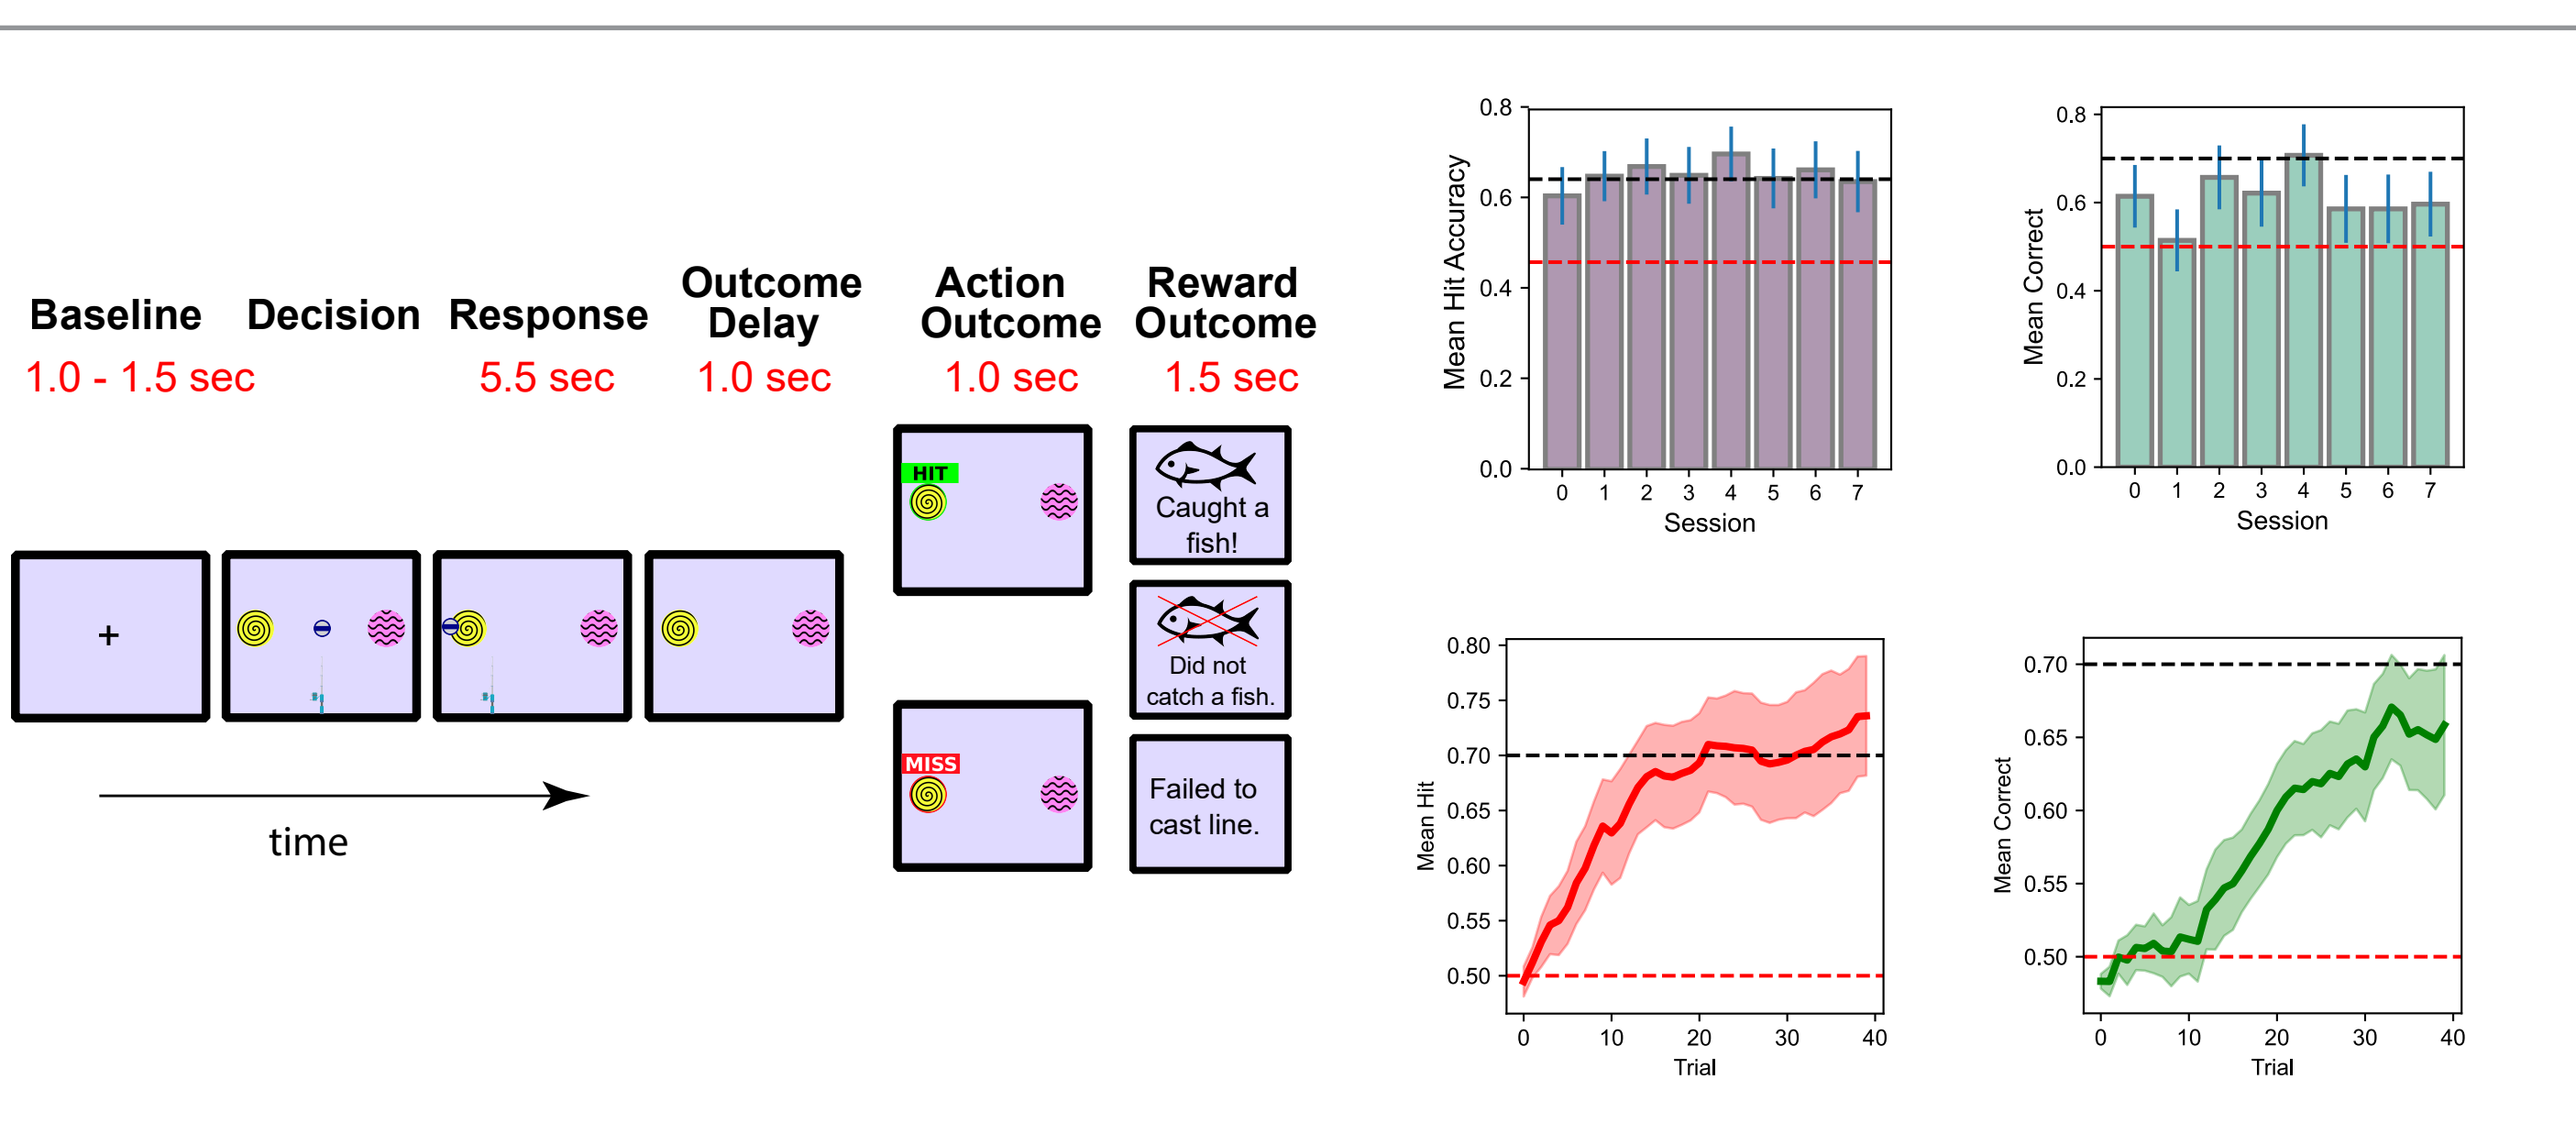 Baseline
1.0 - 1.5 sec
Decision
Response
5.5 sec
Outcome
Delay
1.0 sec
Action
Outcome
1.0 sec
Reward
Outcome
1.5 sec
HIT
MISS
Caught a
fish!
Did not
catch a fish.
Failed to
cast line.
time
Mean Hit Accuracy
0.8
0.6
0.4
0.2
0.0
0 1 2 3 4 5 6 7
Session
Mean Correct
0.8
0.6
0.4
0.2
0.0
0 1 2 3 4 5 6 7
Session
Mean Hit
0.80
0.75
0.70
0.65
0.60
0.55
0.50
0 10 20 30 40
Trial
Mean Correct
0.70
0.65
0.60
0.55
0.50
0 10 20 30 40
Trial